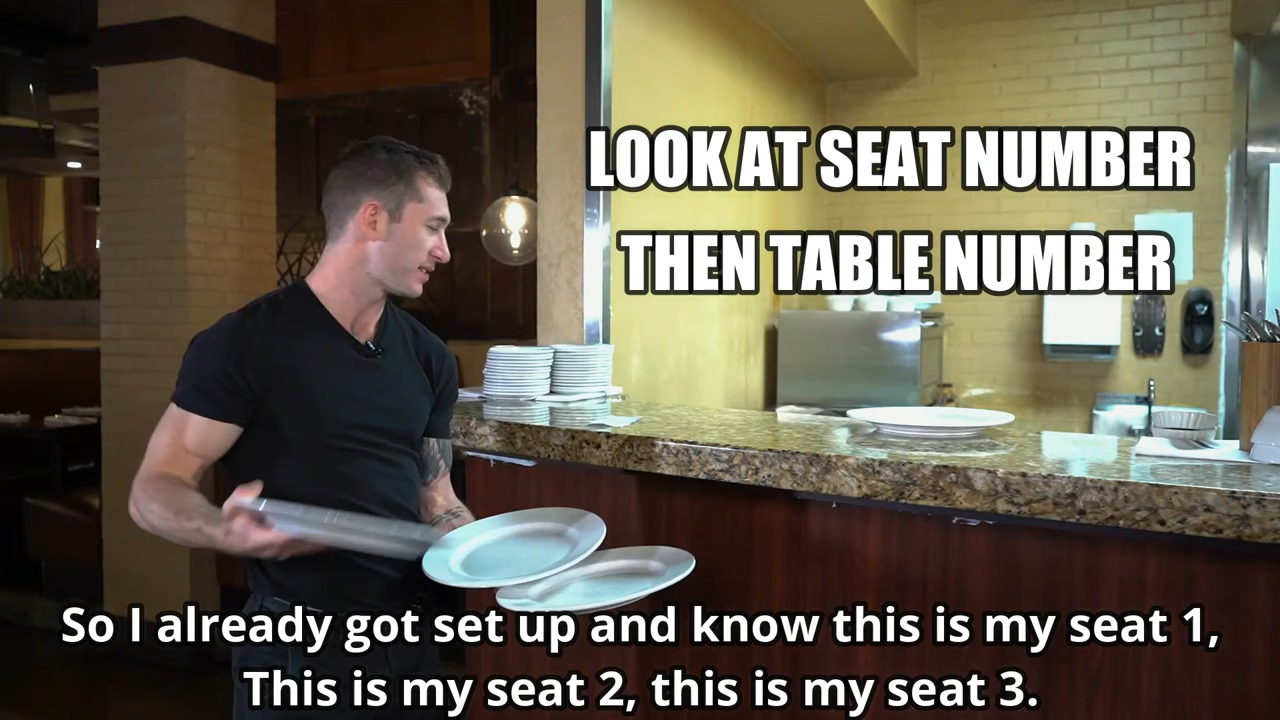 LOOK AT SEAT NUMBER
THEN TABLE NUMBER
So I already got set up and know this is my seat 1,
This is my seat 2, this is my seat 3.